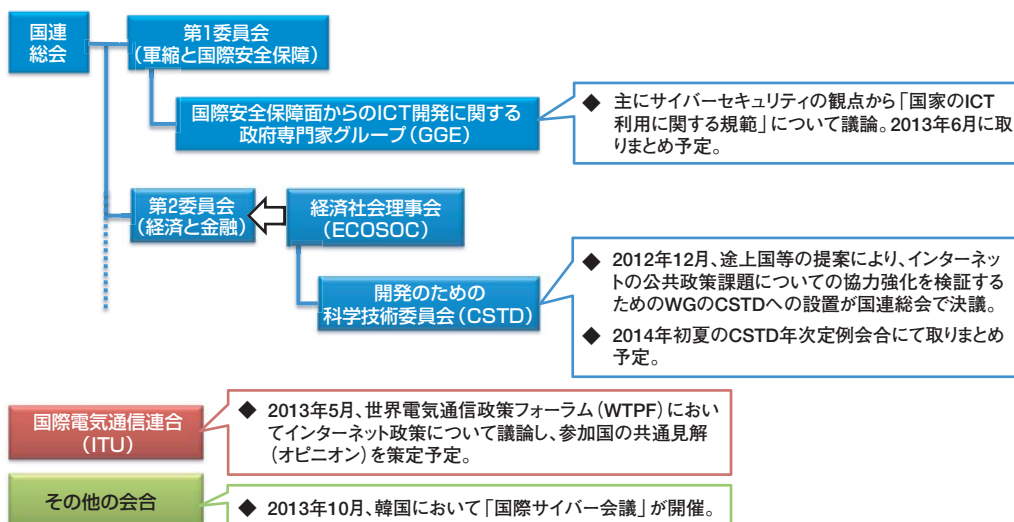 国連
総会
第1委員会
（軍縮と国際安全保障）
国際安全保障面からのICT開発に関する
政府専門家グループ（GGE）
◆ 主にサイバーセキュリティの観点から「国家のICT
利用に関する規範」について議論。2013年6月に取
りまとめ予定。
第2委員会
（経済と金融）
経済社会理事会
（ECOSOC）
開発のための
科学技術委員会（CSTD）
◆ 2012年12月、途上国等の提案により、インターネッ
トの公共政策課題についての協力強化を検証する
ためのWGのCSTDへの設置が国連総会で決議。
◆ 2014年初夏のCSTD年次定例会合にて取りまとめ
予定。
国際電気通信連合
（ITU）
◆ 2013年5月、世界電気通信政策フォーラム（WTPF）におい
てインターネット政策について議論し、参加国の共通見解
（オピニオン）を策定予定。
その他の会合
◆ 2013年10月、韓国において「国際サイバー会議」が開催。